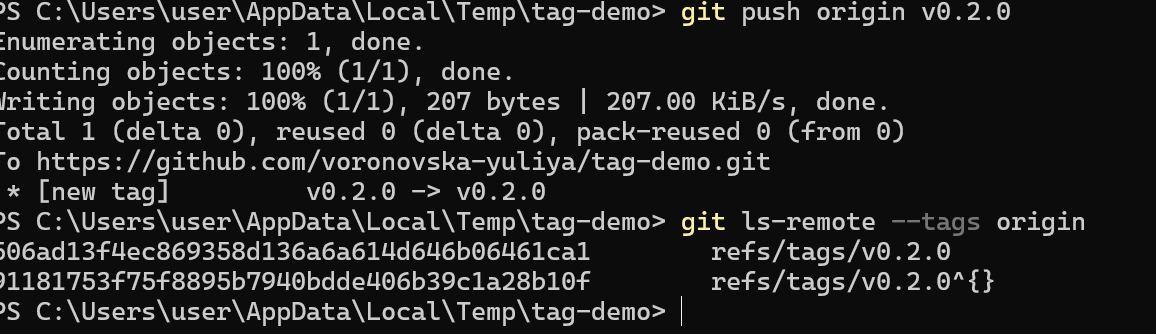 PS C:\Users\user\AppData\Local\Temp\tag-demo> git push origin v0.2.0
Enumerating objects: 1, done.
Counting objects: 100% (1/1), done.
Writing objects: 100% (1/1), 207 bytes | 207.00 KiB/s, done.
Total 1 (delta 0), reused 0 (delta 0), pack-reused 0 (from 0)
To https://github.com/voronovska-yuliya/tag-demo.git
 * [new tag]         v0.2.0 -> v0.2.0
PS C:\Users\user\AppData\Local\Temp\tag-demo> git ls-remote --tags origin
606ad13f4ec869358d136a6a614d646b06461ca1        refs/tags/v0.2.0
91181753f75f8895b7940bdde406b39c1a28b10f        refs/tags/v0.2.0^{}
PS C:\Users\user\AppData\Local\Temp\tag-demo>